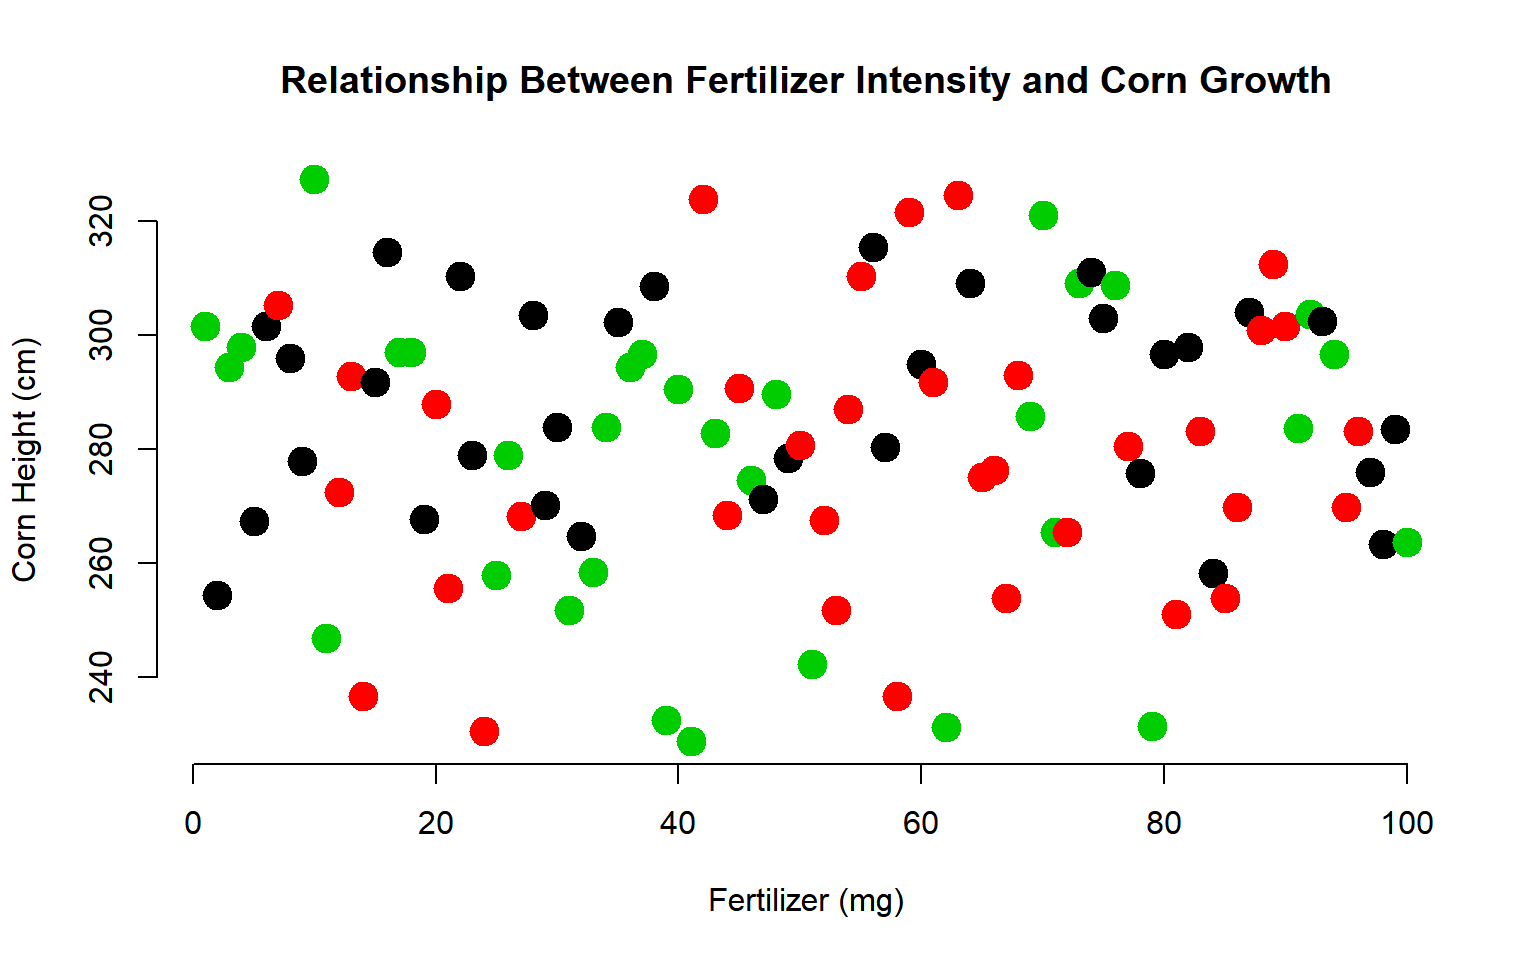 Relationship Between Fertilizer Intensity and Corn Growth
Corn Height (cm)
320
300
280
260
240
0 20 40 60 80 100
Fertilizer (mg)